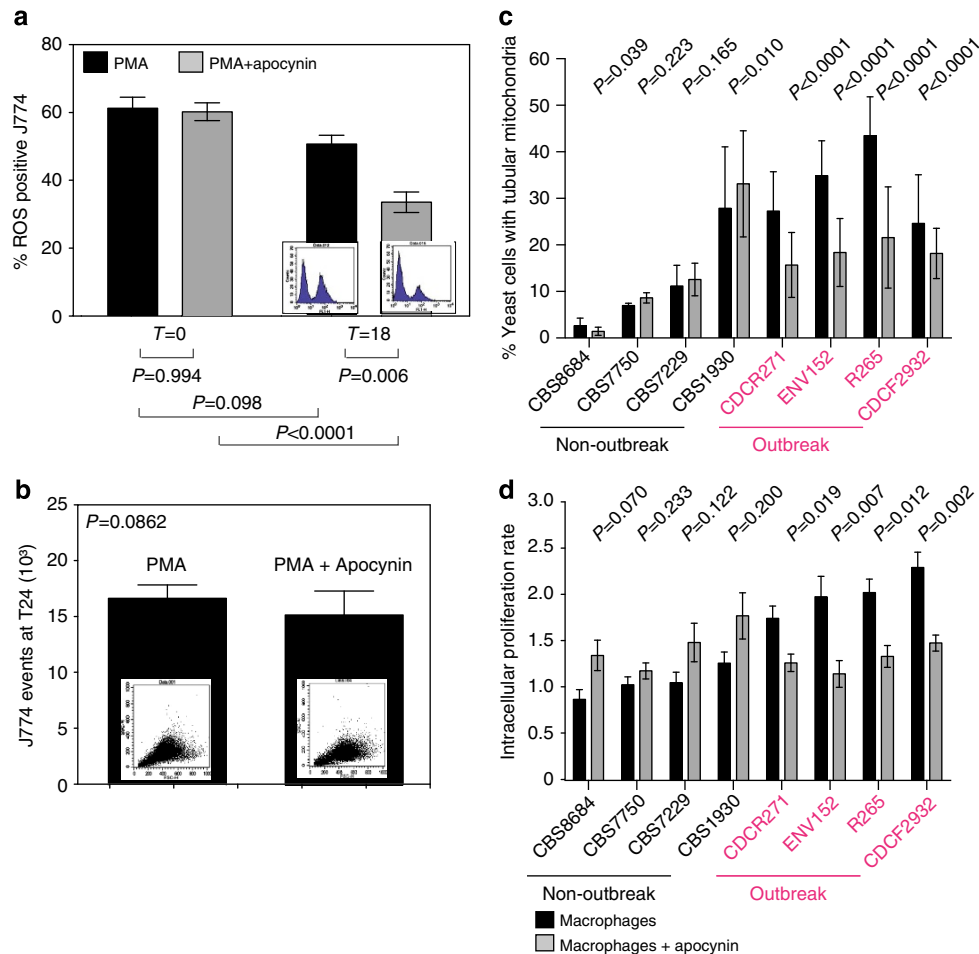 a
80
60
40
20
0
% ROS positive J774
PMA
PMA+apocynin
T=0
T=18
P=0.994
P=0.006
P=0.098
P<0.0001
b
25
20
15
10
5
0
J774 events at T24 (10³)
P=0.0862
PMA
PMA + Apocynin
c
60
50
40
30
20
10
0
% Yeast cells with tubular mitochondria
P=0.039
P=0.223
P=0.165
P=0.010
P<0.0001
P<0.0001
P<0.0001
P<0.0001
CBS8684
CBS7750
CBS7229
CBS1930
CDCR271
ENV152
R265
CDCF2932
Non-outbreak
Outbreak
d
3.0
2.5
2.0
1.5
1.0
0.5
0
Intracellular proliferation rate
P=0.070
P=0.233
P=0.122
P=0.200
P=0.019
P=0.007
P=0.012
P=0.002
CBS8684
CBS7750
CBS7229
CBS1930
CDCR271
ENV152
R265
CDCF2932
Non-outbreak
Outbreak
Macrophages
Macrophages + apocynin